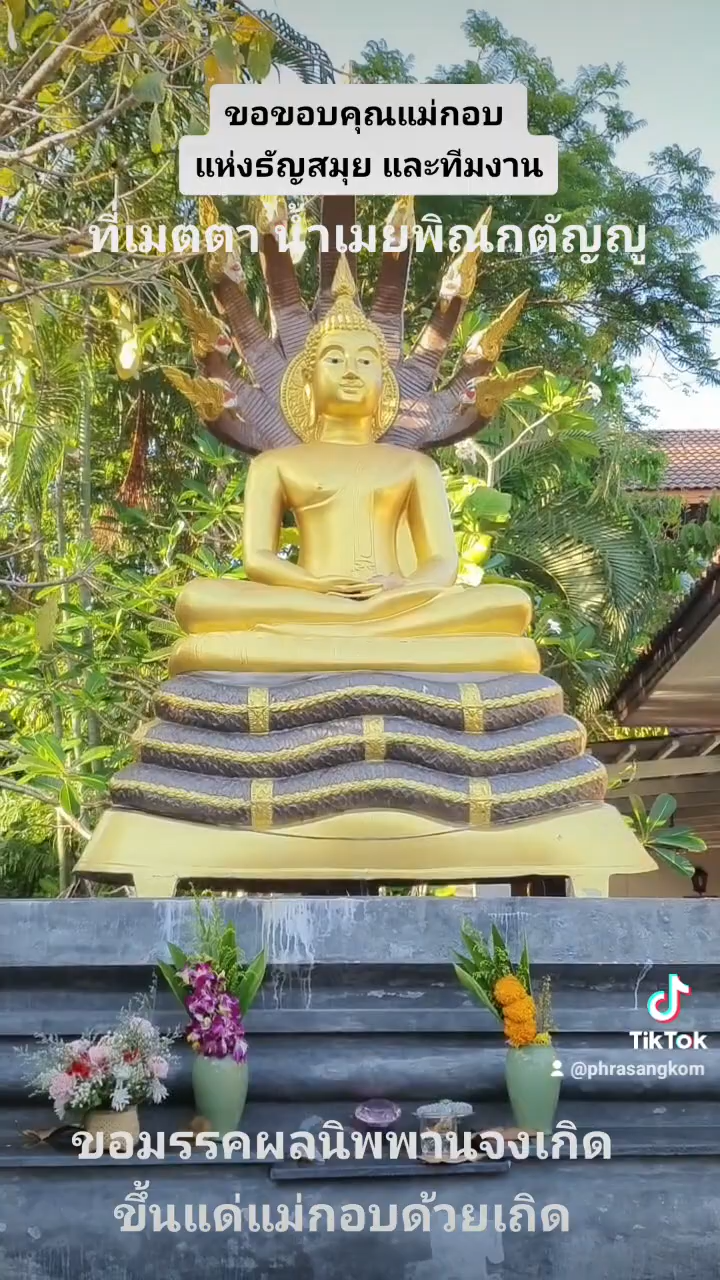 ขอขอบคุณแม่กอบ
แห่งธัญสมุย และทีมงาน
ที่เมตตา น้ำเมยพิณกตัญญู
TikTok
@phrasangkom
ขอมรรคผลนิพพานจงเกิด
ขึ้นแด่แม่กอบด้วยเถิด